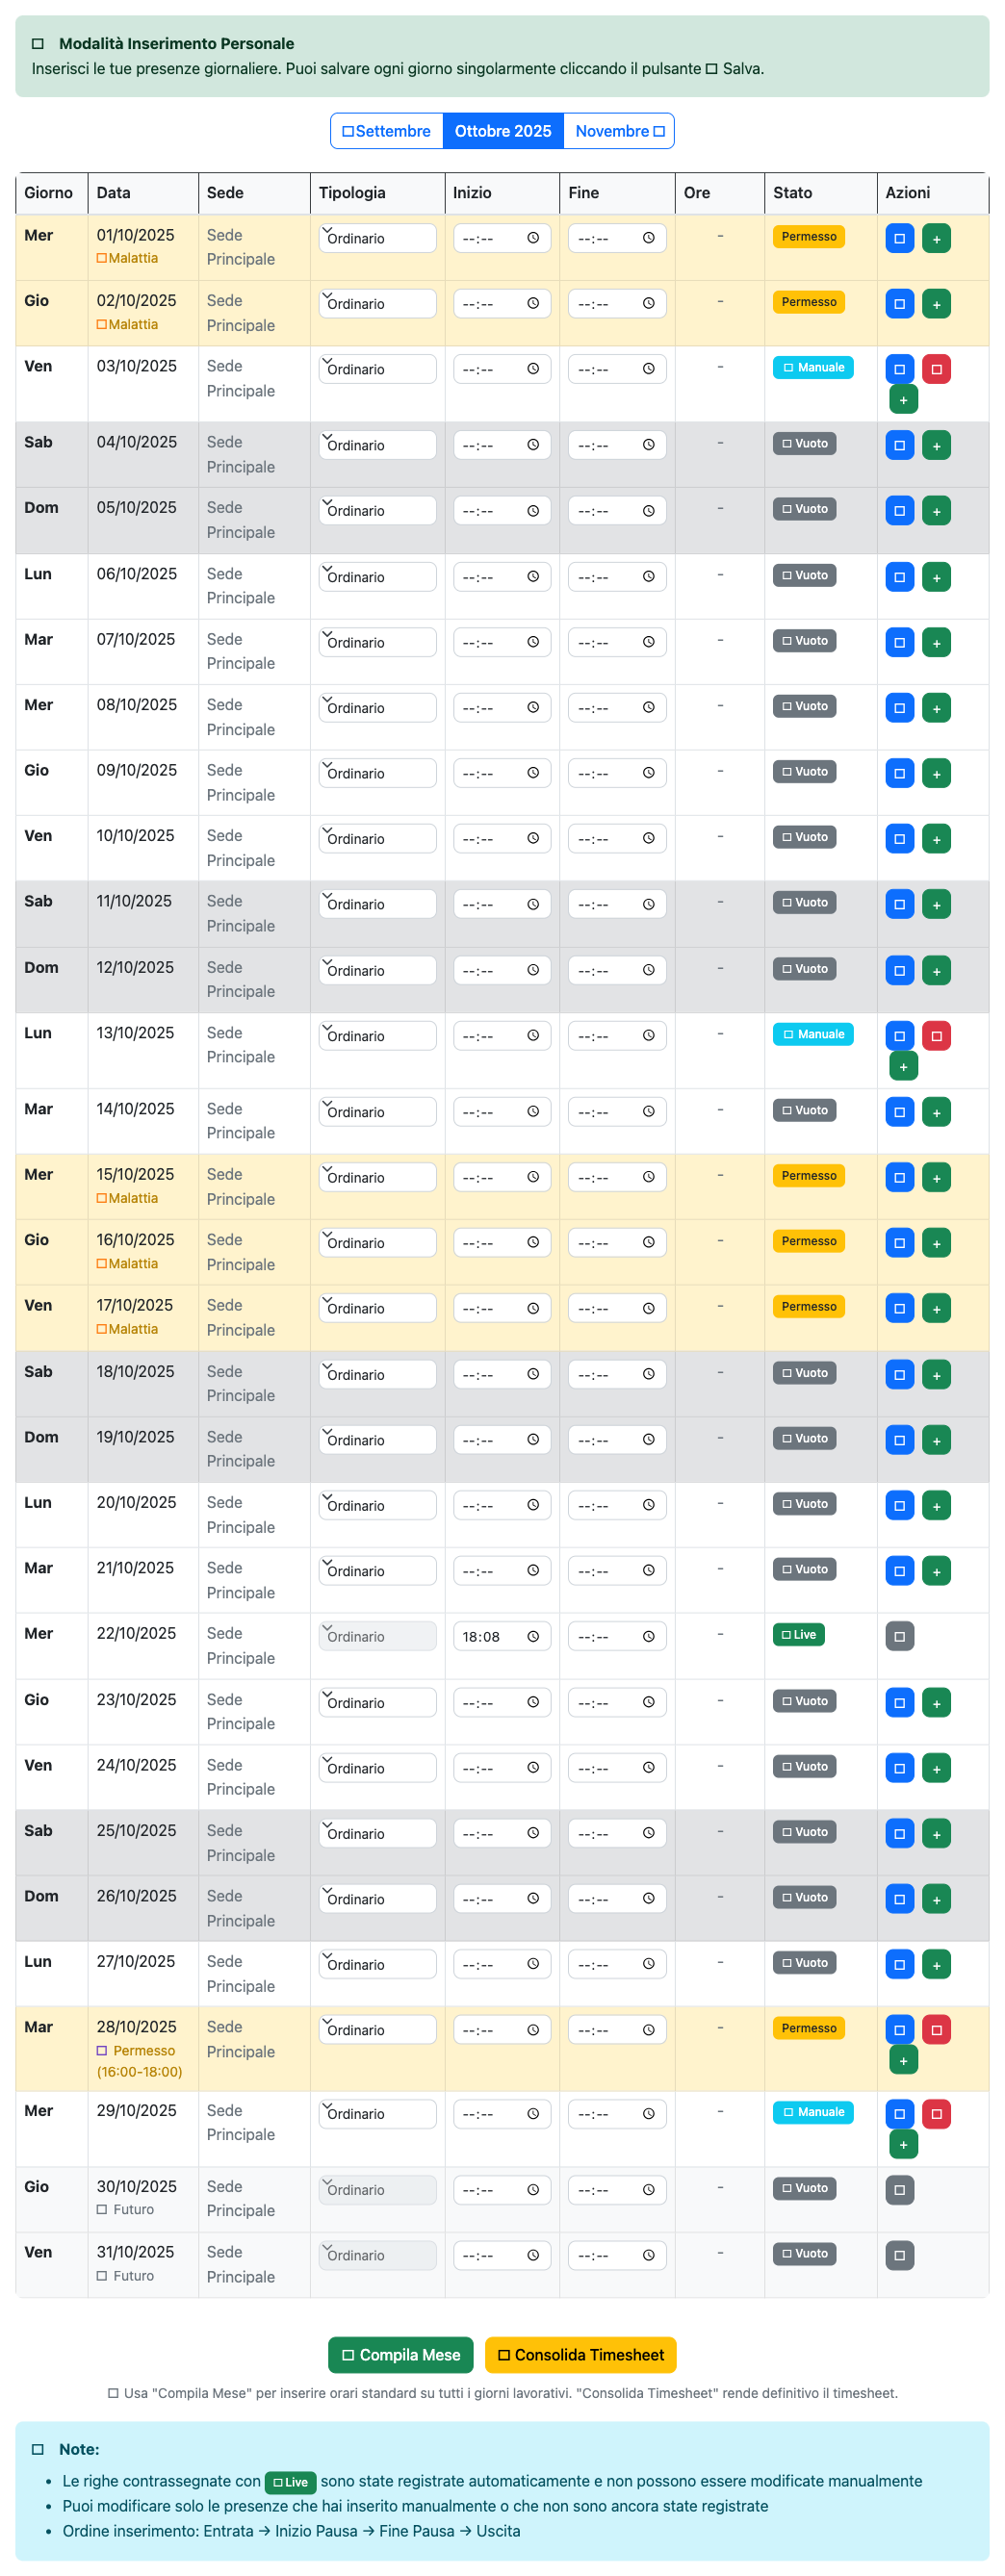 Modalità Inserimento Personale
Inserisci le tue presenze giornaliere. Puoi salvare ogni giorno singolarmente cliccando il pulsante Salva.
Settembre Ottobre 2025 Novembre
Giorno Data Sede Tipologia Inizio Fine Ore Stato Azioni
Mer 01/10/2025 Sede Ordinario --:-- --:-- - Permesso +
Malattia Principale
Gio 02/10/2025 Sede Ordinario --:-- --:-- - Permesso +
Malattia Principale
Ven 03/10/2025 Sede Ordinario --:-- --:-- - Manuale
Principale +
Sab 04/10/2025 Sede Ordinario --:-- --:-- - Vuoto +
Principale
Dom 05/10/2025 Sede Ordinario --:-- --:-- - Vuoto +
Principale
Lun 06/10/2025 Sede Ordinario --:-- --:-- - Vuoto +
Principale
Mar 07/10/2025 Sede Ordinario --:-- --:-- - Vuoto +
Principale
Mer 08/10/2025 Sede Ordinario --:-- --:-- - Vuoto +
Principale
Gio 09/10/2025 Sede Ordinario --:-- --:-- - Vuoto +
Principale
Ven 10/10/2025 Sede Ordinario --:-- --:-- - Vuoto +
Principale
Sab 11/10/2025 Sede Ordinario --:-- --:-- - Vuoto +
Principale
Dom 12/10/2025 Sede Ordinario --:-- --:-- - Vuoto +
Principale
Lun 13/10/2025 Sede Ordinario --:-- --:-- - Manuale
Principale +
Mar 14/10/2025 Sede Ordinario --:-- --:-- - Vuoto +
Principale
Mer 15/10/2025 Sede Ordinario --:-- --:-- - Permesso +
Malattia Principale
Gio 16/10/2025 Sede Ordinario --:-- --:-- - Permesso +
Malattia Principale
Ven 17/10/2025 Sede Ordinario --:-- --:-- - Permesso +
Malattia Principale
Sab 18/10/2025 Sede Ordinario --:-- --:-- - Vuoto +
Principale
Dom 19/10/2025 Sede Ordinario --:-- --:-- - Vuoto +
Principale
Lun 20/10/2025 Sede Ordinario --:-- --:-- - Vuoto +
Principale
Mar 21/10/2025 Sede Ordinario --:-- --:-- - Vuoto +
Principale
Mer 22/10/2025 Sede Ordinario 18:08 --:-- - Live
Principale
Gio 23/10/2025 Sede Ordinario --:-- --:-- - Vuoto +
Principale
Ven 24/10/2025 Sede Ordinario --:-- --:-- - Vuoto +
Principale
Sab 25/10/2025 Sede Ordinario --:-- --:-- - Vuoto +
Principale
Dom 26/10/2025 Sede Ordinario --:-- --:-- - Vuoto +
Principale
Lun 27/10/2025 Sede Ordinario --:-- --:-- - Vuoto +
Principale
Mar 28/10/2025 Sede Ordinario --:-- --:-- - Permesso
Permesso Principale +
(16:00-18:00)
Mer 29/10/2025 Sede Ordinario --:-- --:-- - Manuale
Principale +
Gio 30/10/2025 Sede Ordinario --:-- --:-- - Vuoto
Futuro Principale
Ven 31/10/2025 Sede Ordinario --:-- --:-- - Vuoto
Futuro Principale
Compila Mese Consolida Timesheet
Usa "Compila Mese" per inserire orari standard su tutti i giorni lavorativi. "Consolida Timesheet" rende definitivo il timesheet.
Note:
• Le righe contrassegnate con Live sono state registrate automaticamente e non possono essere modificate manualmente
• Puoi modificare solo le presenze che hai inserito manualmente o che non sono ancora state registrate
• Ordine inserimento: Entrata → Inizio Pausa → Fine Pausa → Uscita